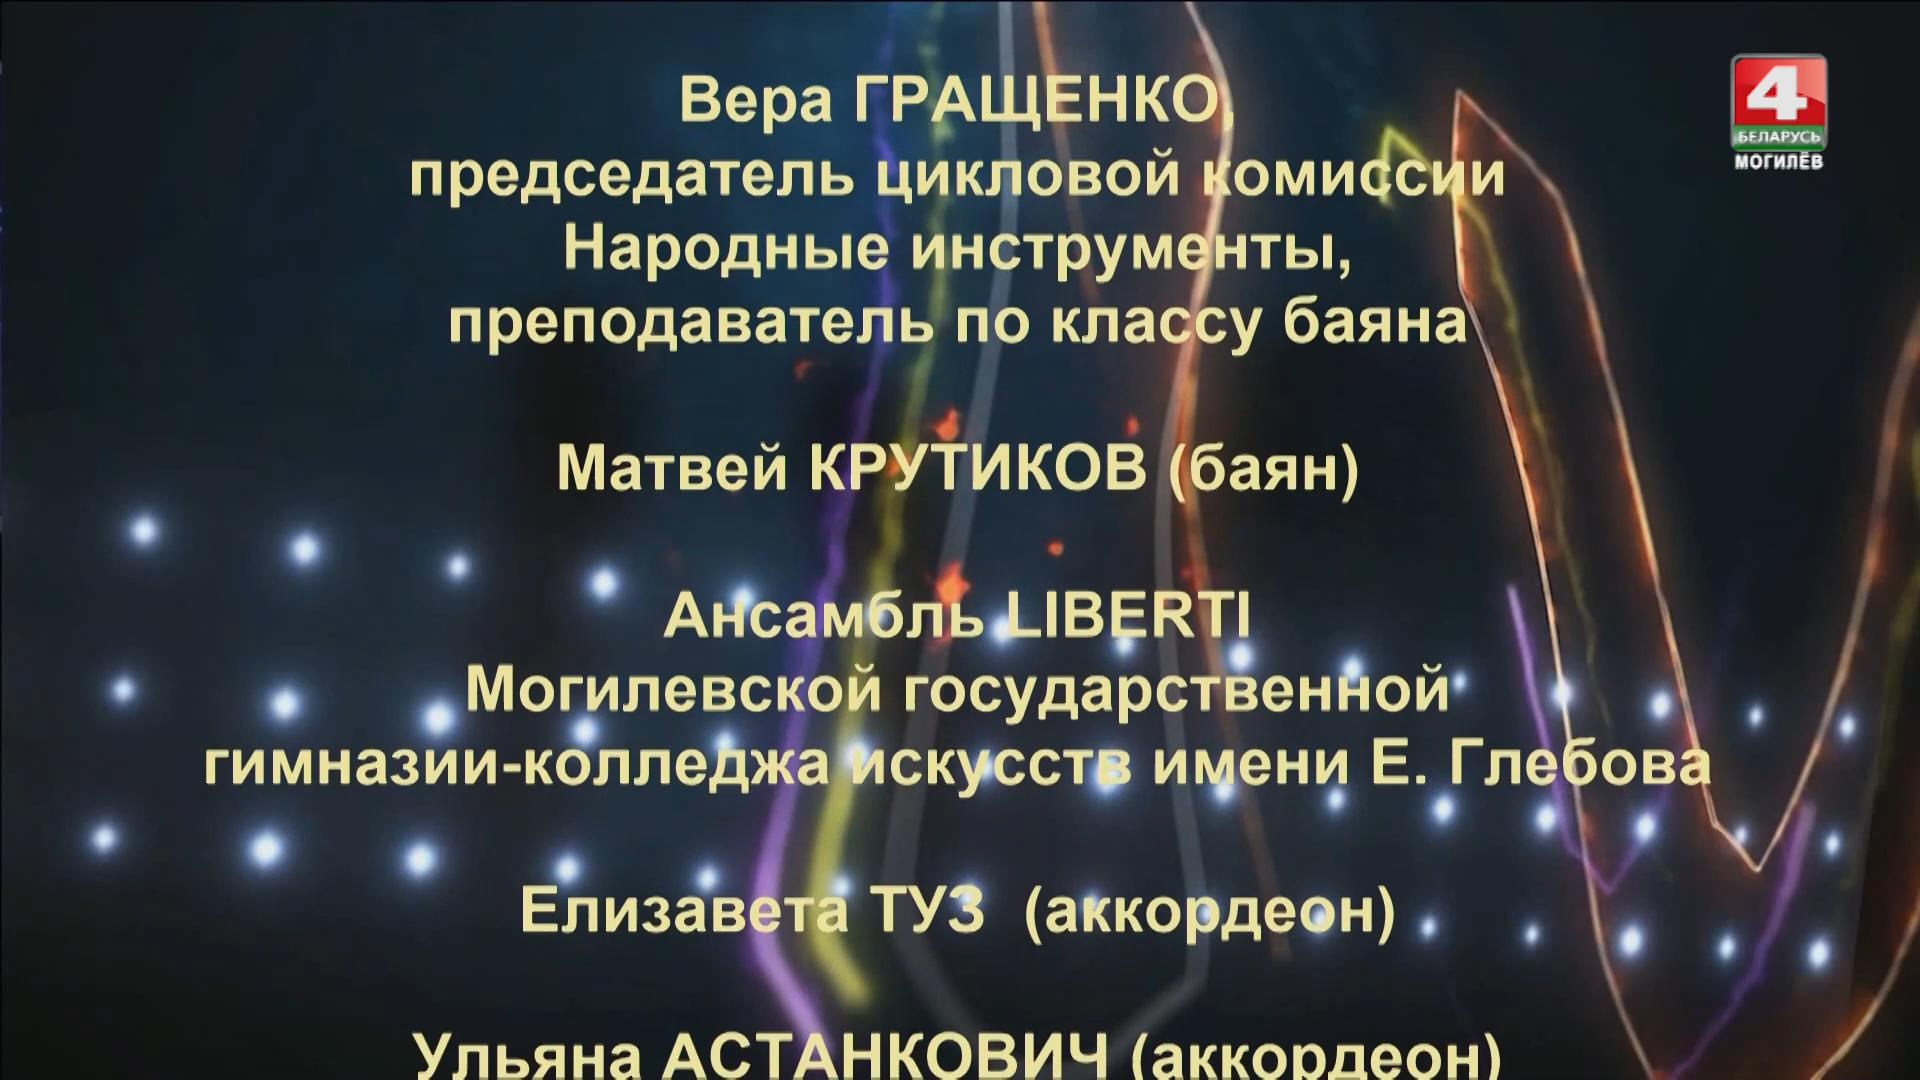 Вера ГРАЩЕНКО,
председатель цикловой комиссии
Народные инструменты,
преподаватель по классу баяна
Матвей КРУТИКОВ (баян)
Ансамбль LIBERTI
Могилевской государственной
гимназии-колледжа искусств имени Е. Глебова
Елизавета ТУЗ (аккордеон)
Ульяна АСТАНКОВИЧ (аккордеон)
4
БЕЛАРУСЬ
МОГИЛЁВ